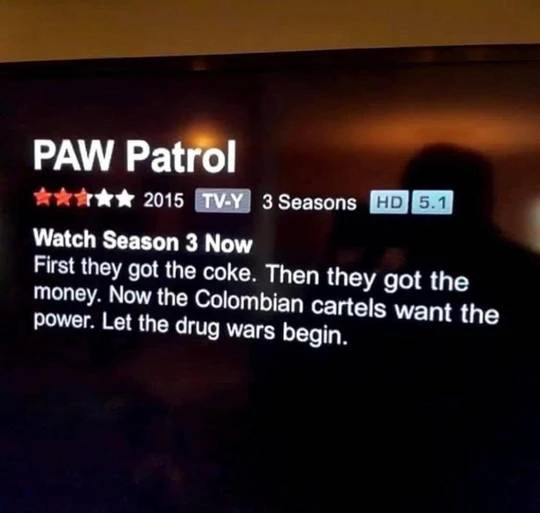 PAW Patrol
2015 TV-Y 3 Seasons HD 5.1
Watch Season 3 Now
First they got the coke. Then they got the
money. Now the Colombian cartels want the
power. Let the drug wars begin.